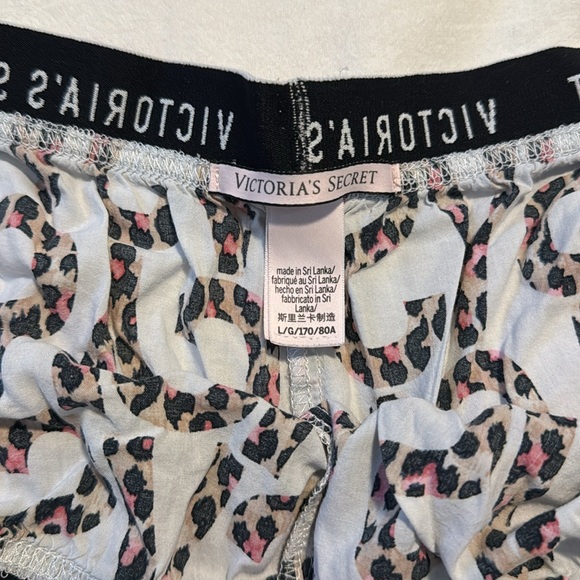 VICTORIA'S
VICTORIA'S S
VICTORIA'S SECRET
made in Sri Lanka/
fabriqué au Sri Lanka/
hecho en Sri Lanka/
fabbricato in Sri Lanka/
斯里兰卡制造
L/G/170/80A